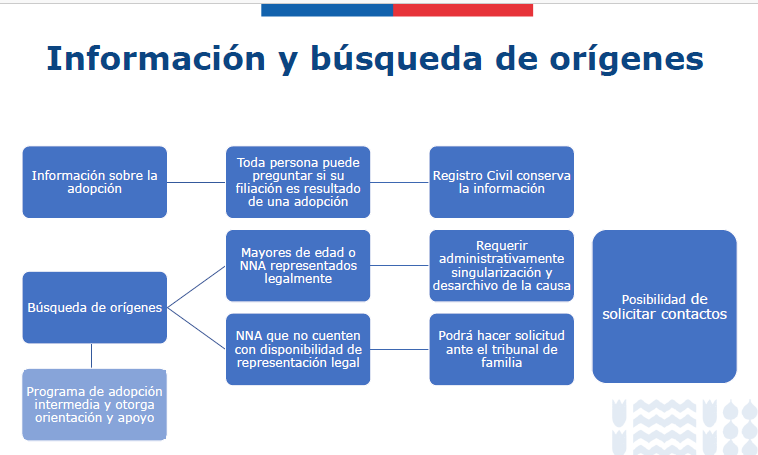 Información y búsqueda de orígenes
Información sobre la
adopción
Toda persona puede
preguntar si su
filiación es resultado
de una adopción
Registro Civil conserva
la información
Búsqueda de orígenes
Mayores de edad o
NNA representados
legalmente
Requerir
administrativamente
singularización y
desarchivo de la causa
NNA que no cuenten
con disponibilidad de
representación legal
Podrá hacer solicitud
ante el tribunal de
familia
Programa de adopción
intermedia y otorga
orientación y apoyo
Posibilidad de
solicitar contactos